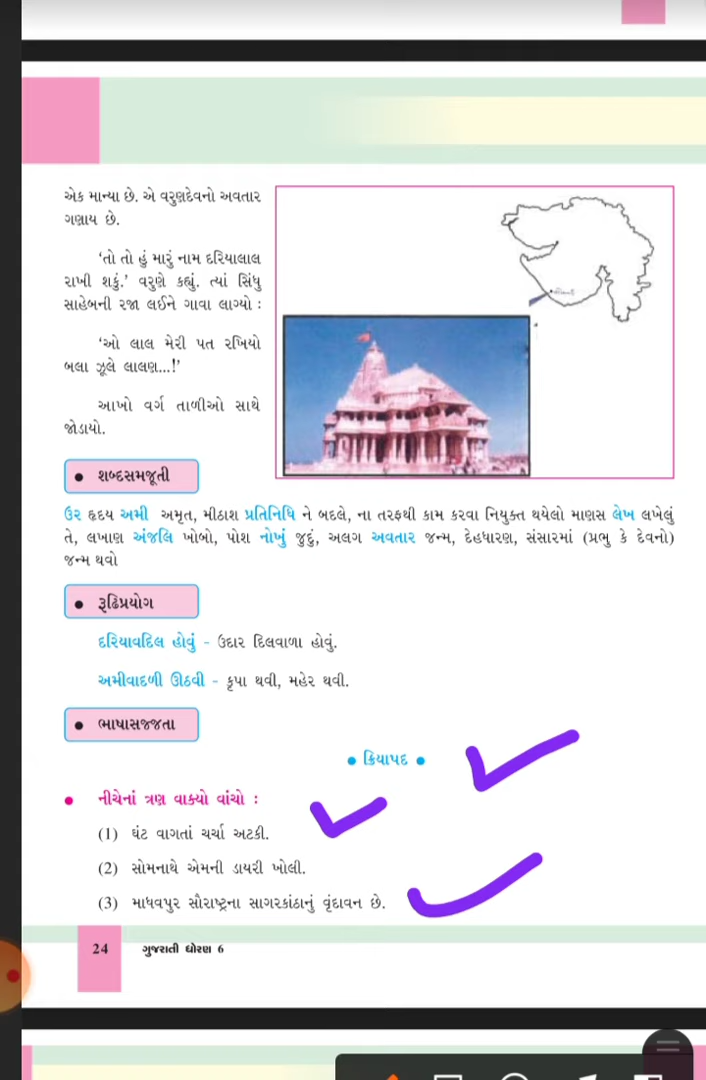 એક માન્યા છે. એ વરુણદેવનો અવતાર
ગણાય છે.
‘તો તો હું મારું નામ દરિયાલાલ
રાખી શકું.’ વરુણે કહ્યું. ત્યાં સિંધુ
સાહેબની રજા લઈને ગાવા લાગ્યો :
‘ઓ લાલ મેરી પત રખિયો
બલા ઝૂલે લાલણ...!’
આખો વર્ગ તાળીઓ સાથે
જોડાયો.
• શબ્દસમજૂતી
ઉર હૃદય અમી અમૃત, મીઠાશ પ્રતિનિધિ ને બદલે, ના તરફથી કામ કરવા નિયુક્ત થયેલો માણસ લેખ લખેલું
તે, લખાણ અંજલિ ખોબો, પોશ નોખું જુદું, અલગ અવતાર જન્મ, દેહધારણ, સંસારમાં (પ્રભુ કે દેવનો)
જન્મ થવો
• રૂઢિપ્રયોગ
દરિયાવદિલ હોવું - ઉદાર દિલવાળા હોવું.
અમીવાદળી ઊઠવી - કૃપા થવી, મહેર થવી.
• ભાષાસજ્જતા
• ક્રિયાપદ •
• નીચેનાં ત્રણ વાક્યો વાંચો :
(1) ઘંટ વાગતાં ચર્ચા અટકી.
(2) સોમનાથે એમની ડાયરી ખોલી.
(3) માધવપુર સૌરાષ્ટ્રના સાગરકાંઠાનું વૃંદાવન છે.
24 ગુજરાતી ધોરણ 6